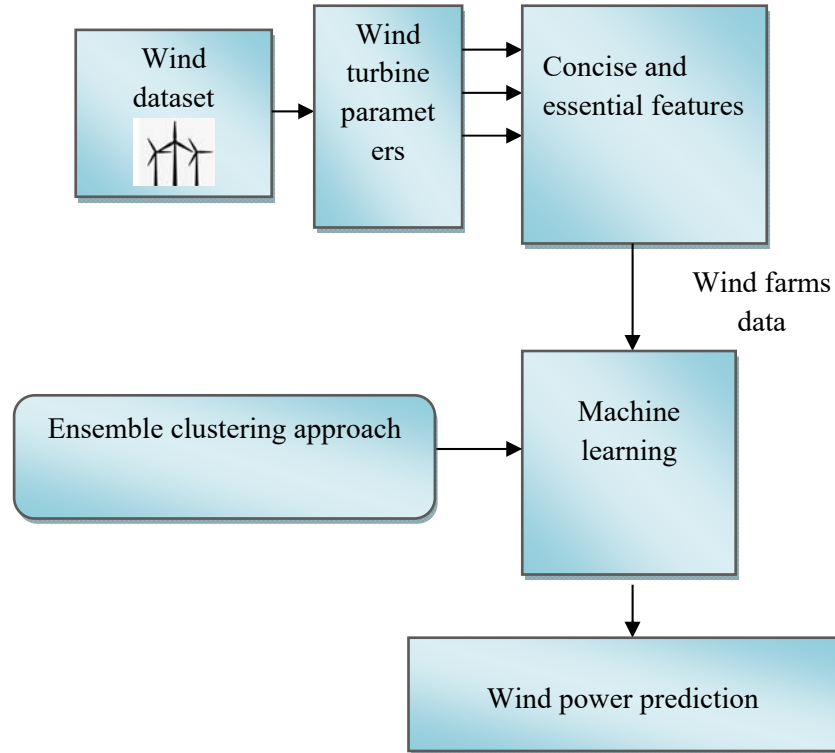 Wind
dataset
Wind
turbine
paramet
ers
Concise and
essential features
Wind farms
data
Ensemble clustering approach
Machine
learning
Wind power prediction